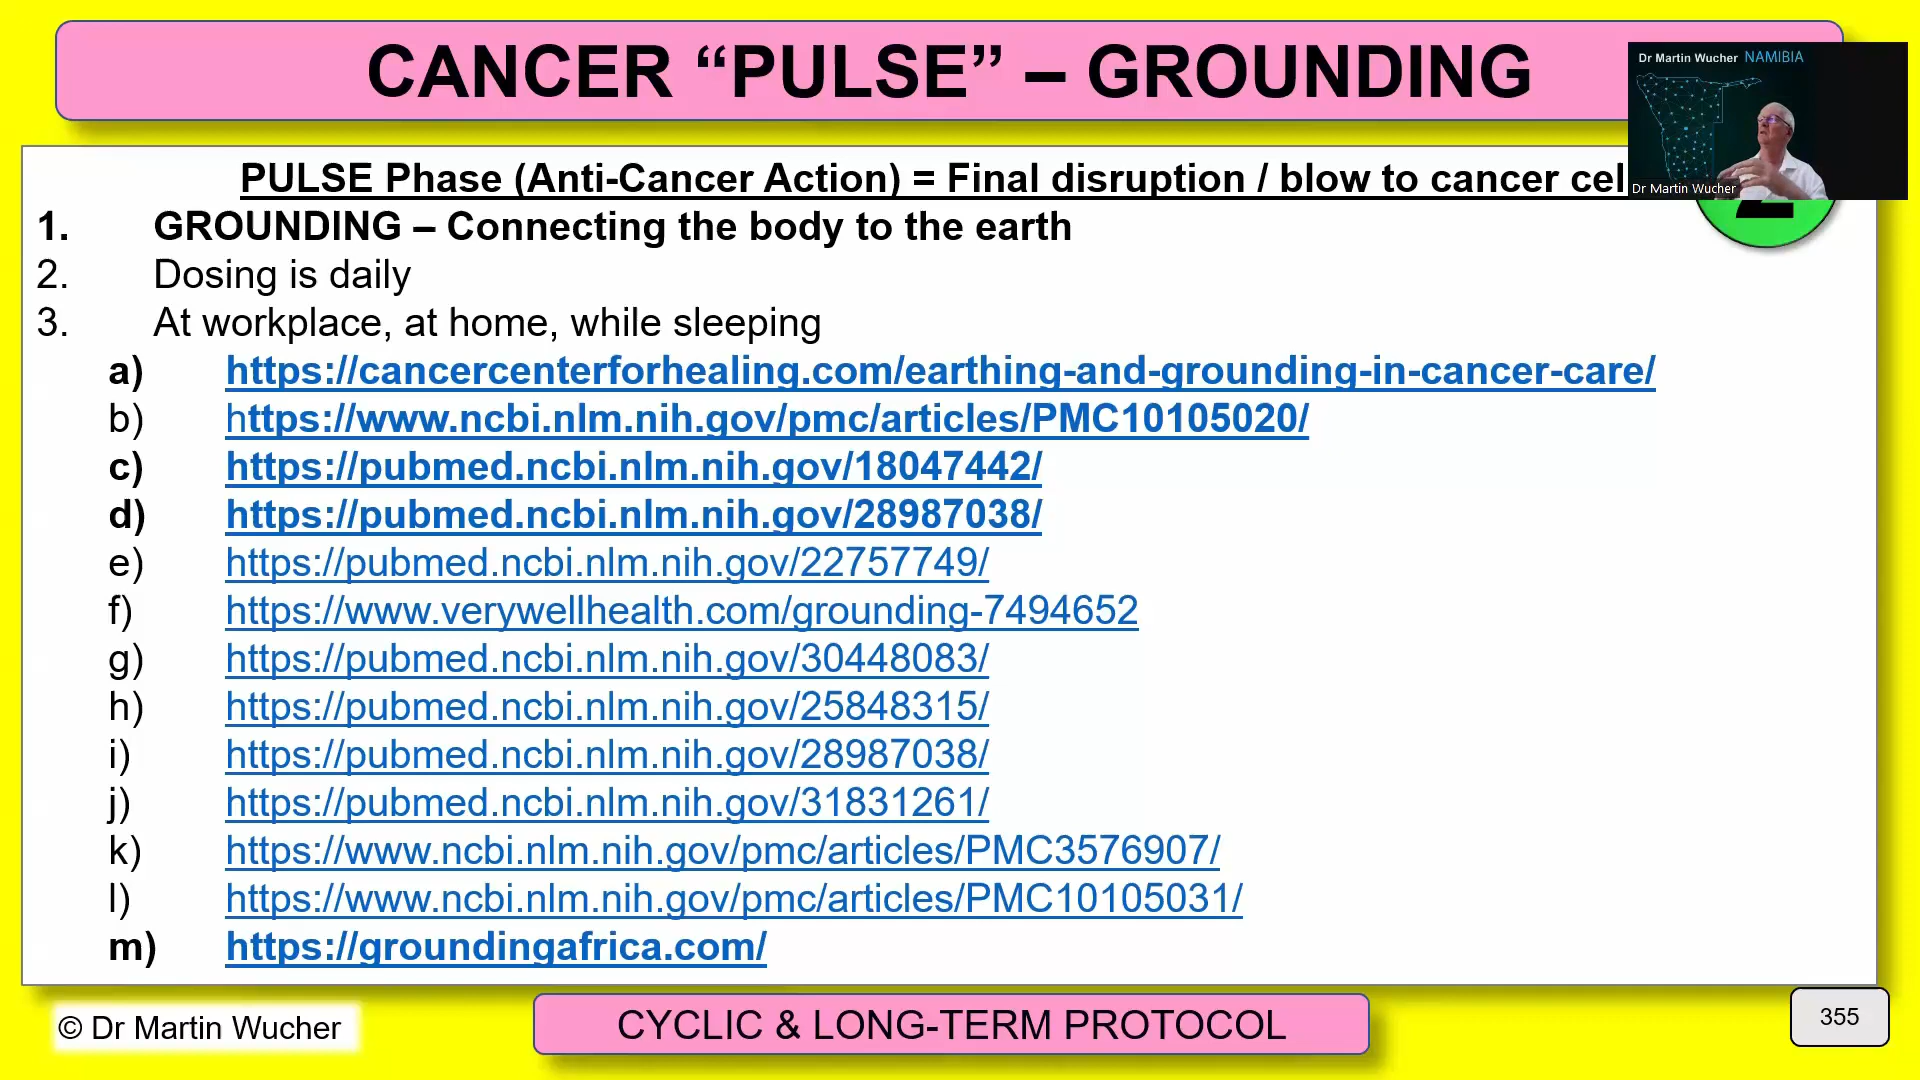 CANCER “PULSE” – GROUNDING
Dr Martin Wucher NAMIBIA
Dr Martin Wucher
PULSE Phase (Anti-Cancer Action) = Final disruption / blow to cancer cel
1. GROUNDING – Connecting the body to the earth
2. Dosing is daily
3. At workplace, at home, while sleeping
a) https://cancercenterforhealing.com/earthing-and-grounding-in-cancer-care/
b) https://www.ncbi.nlm.nih.gov/pmc/articles/PMC10105020/
c) https://pubmed.ncbi.nlm.nih.gov/18047442/
d) https://pubmed.ncbi.nlm.nih.gov/28987038/
e) https://pubmed.ncbi.nlm.nih.gov/22757749/
f) https://www.verywellhealth.com/grounding-7494652
g) https://pubmed.ncbi.nlm.nih.gov/30448083/
h) https://pubmed.ncbi.nlm.nih.gov/25848315/
i) https://pubmed.ncbi.nlm.nih.gov/28987038/
j) https://pubmed.ncbi.nlm.nih.gov/31831261/
k) https://www.ncbi.nlm.nih.gov/pmc/articles/PMC3576907/
l) https://www.ncbi.nlm.nih.gov/pmc/articles/PMC10105031/
m) https://groundingafrica.com/
© Dr Martin Wucher
CYCLIC & LONG-TERM PROTOCOL
355